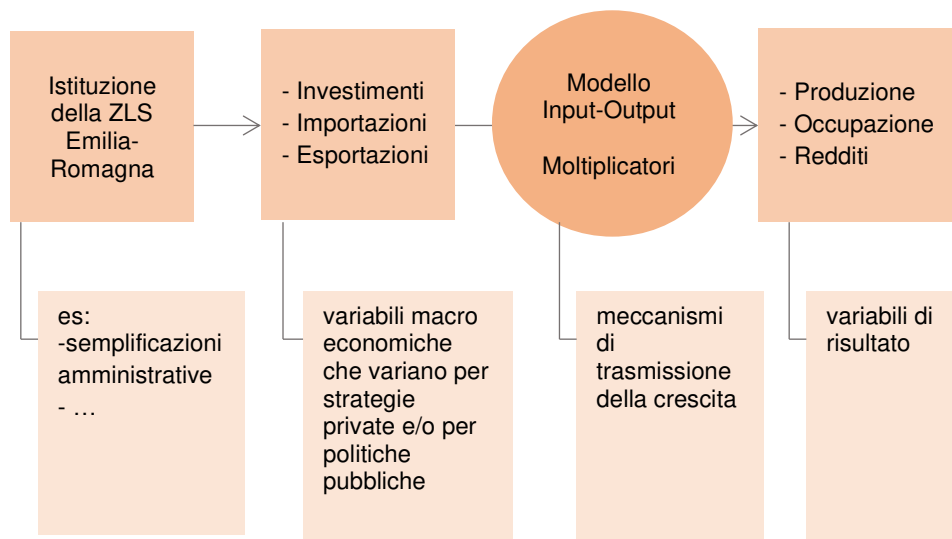 Istituzione
della ZLS
Emilia-
Romagna
- Investimenti
- Importazioni
- Esportazioni
Modello
Input-Output
Moltiplicatori
- Produzione
- Occupazione
- Redditi
es:
-semplificazioni
amministrative
- …
variabili macro
economiche
che variano per
strategie
private e/o per
politiche
pubbliche
meccanismi
di
trasmissione
della crescita
variabili di
risultato